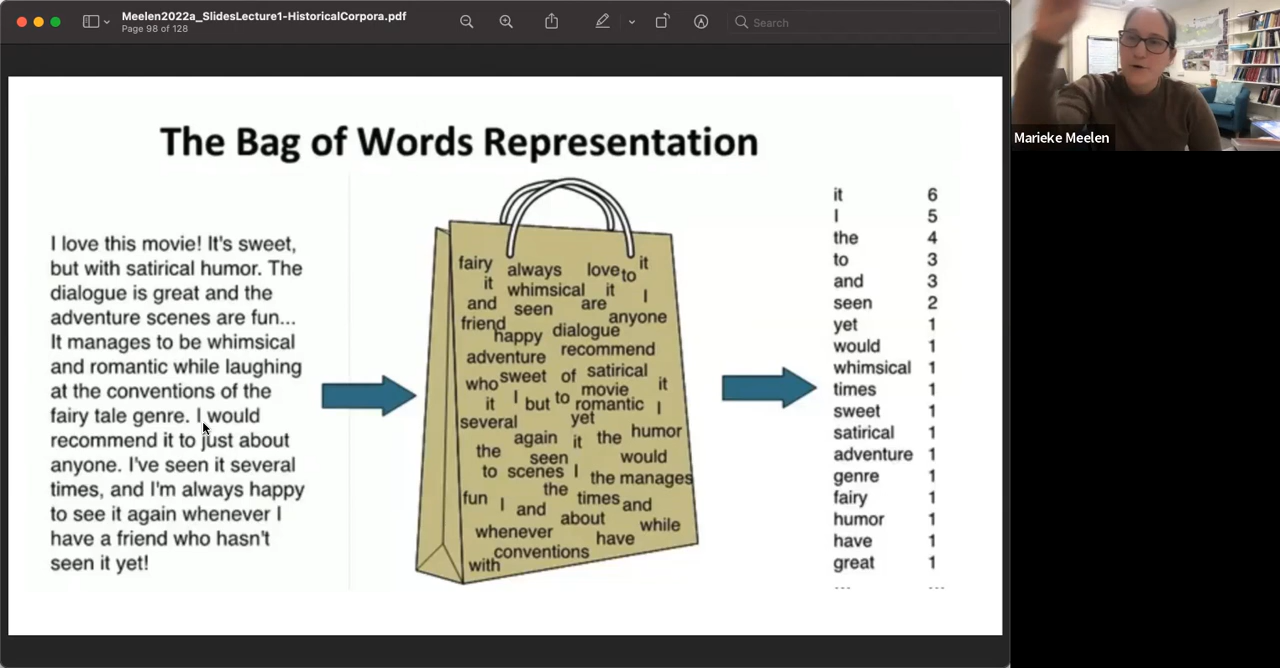 Meelen2022a_SlidesLecture1-HistoricalCorpora.pdf
Page 98 of 128
Search
Marieke Meelen
The Bag of Words Representation
I love this movie! It's sweet,
but with satirical humor. The
dialogue is great and the
adventure scenes are fun...
It manages to be whimsical
and romantic while laughing
at the conventions of the
fairy tale genre. I would
recommend it to just about
anyone. I've seen it several
times, and I'm always happy
to see it again whenever I
have a friend who hasn't
seen it yet!
fairy always love to it
it whimsical it I
and seen are anyone
friend happy dialogue
adventure recommend
who sweet of satirical
it I but to movie it
romantic I
several yet
again it the humor
the seen would
to scenes I the manages
fun I and the times and
whenever about while
have
conventions
with
it 6
I 5
the 4
to 3
and 3
seen 2
yet 1
would 1
whimsical 1
times 1
sweet 1
satirical 1
adventure 1
genre 1
fairy 1
humor 1
have 1
great 1
... ...